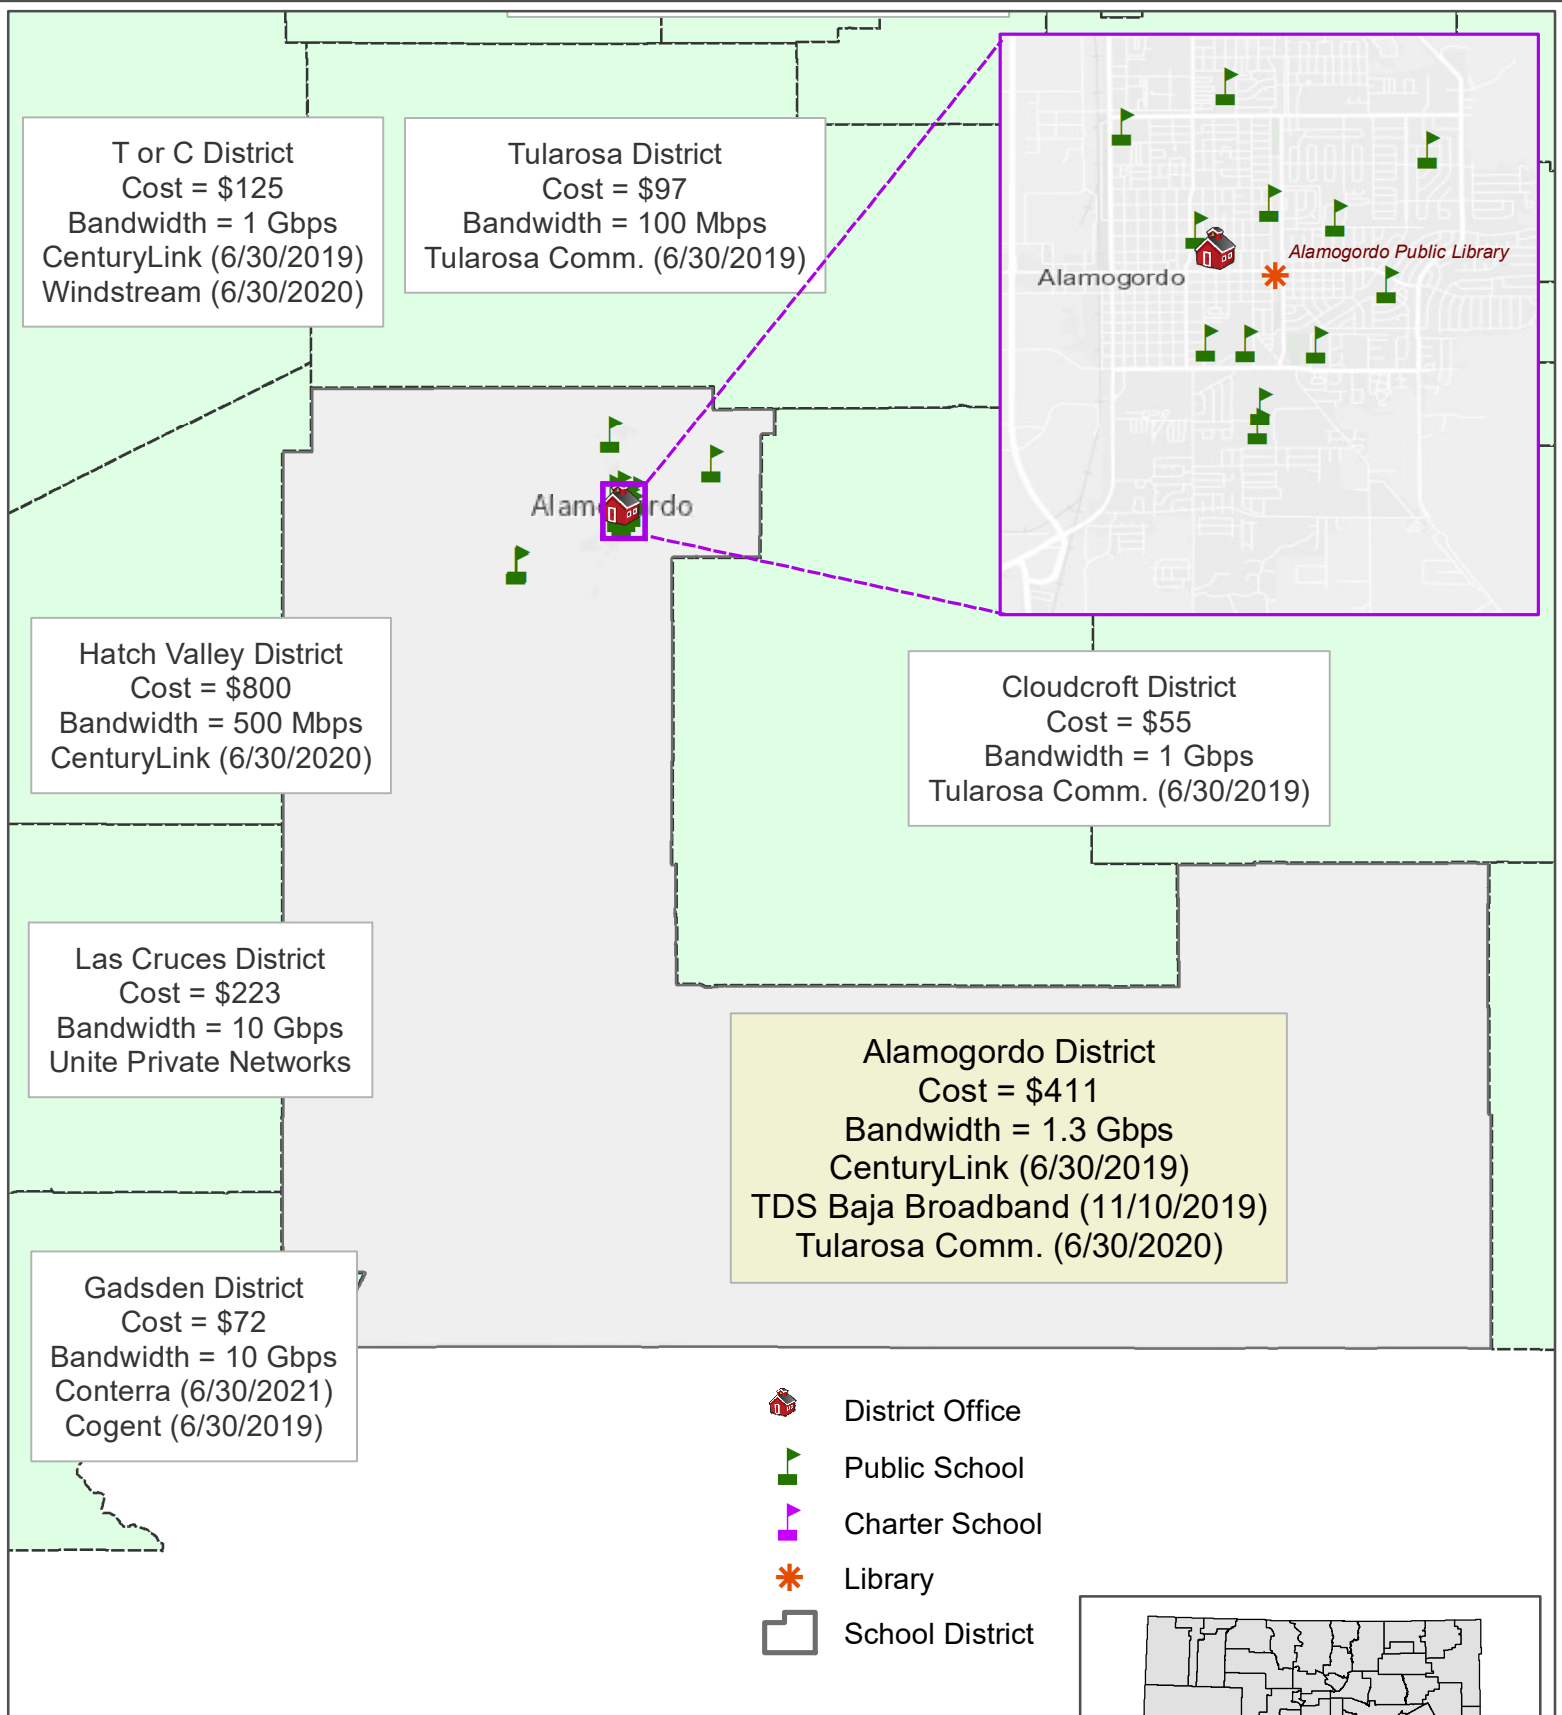 T or C District
Cost = $125
Bandwidth = 1 Gbps
CenturyLink (6/30/2019)
Windstream (6/30/2020)
Tularosa District
Cost = $97
Bandwidth = 100 Mbps
Tularosa Comm. (6/30/2019)
Alamogordo Public Library
Alamogordo
Alamogordo
Hatch Valley District
Cost = $800
Bandwidth = 500 Mbps
CenturyLink (6/30/2020)
Cloudcroft District
Cost = $55
Bandwidth = 1 Gbps
Tularosa Comm. (6/30/2019)
Las Cruces District
Cost = $223
Bandwidth = 10 Gbps
Unite Private Networks
Alamogordo District
Cost = $411
Bandwidth = 1.3 Gbps
CenturyLink (6/30/2019)
TDS Baja Broadband (11/10/2019)
Tularosa Comm. (6/30/2020)
Gadsden District
Cost = $72
Bandwidth = 10 Gbps
Conterra (6/30/2021)
Cogent (6/30/2019)
District Office
Public School
Charter School
Library
School District